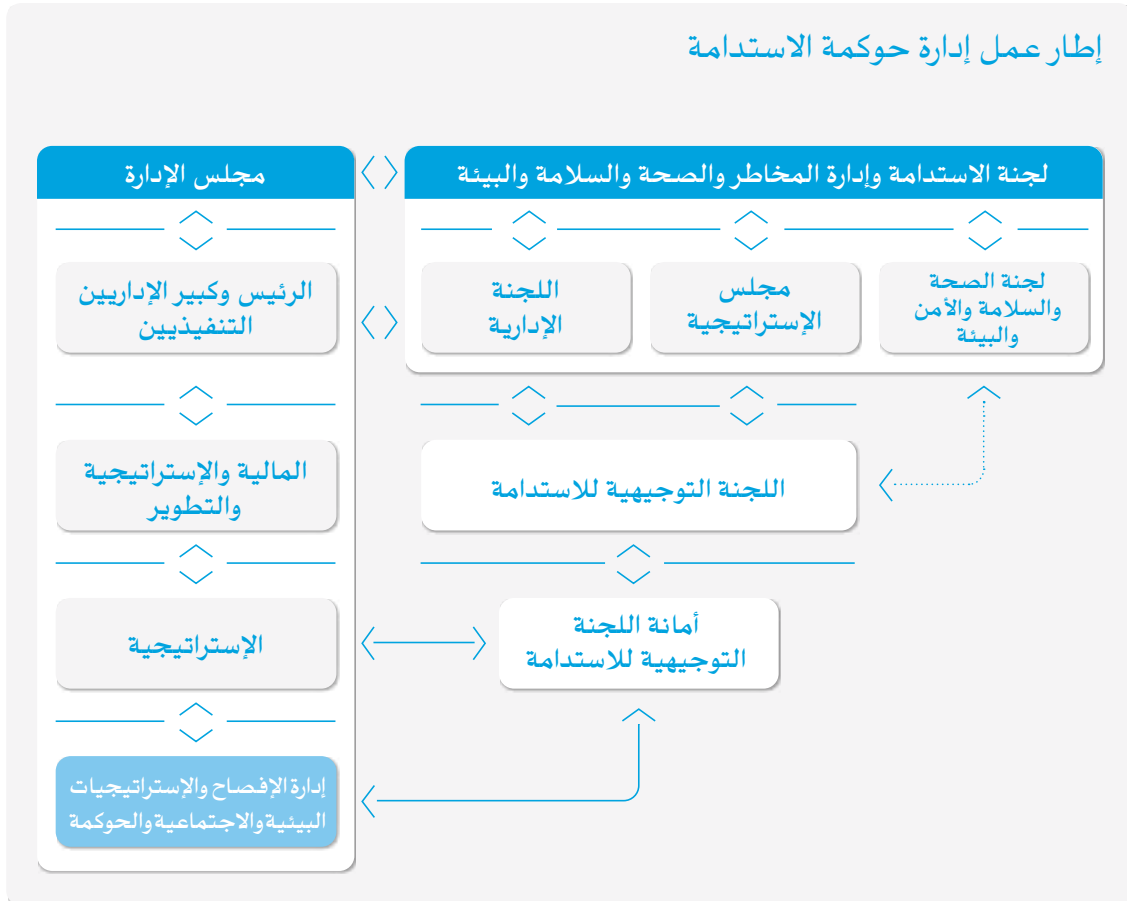 إطار عمل إدارة حوكمة الاستدامة
لجنة الاستدامة وإدارة المخاطر والصحة والسلامة والبيئة
لجنة الصحة
والسلامة والأمن
والبيئة
مجلس
الإستراتيجية
اللجنة
الإدارية
اللجنة التوجيهية للاستدامة
أمانة اللجنة
التوجيهية للاستدامة
مجلس الإدارة
الرئيس وكبير الإداريين
التنفيذيين
المالية والإستراتيجية
والتطوير
الإستراتيجية
إدارة الإفصاح والإستراتيجيات
البيئية والاجتماعية والحوكمة